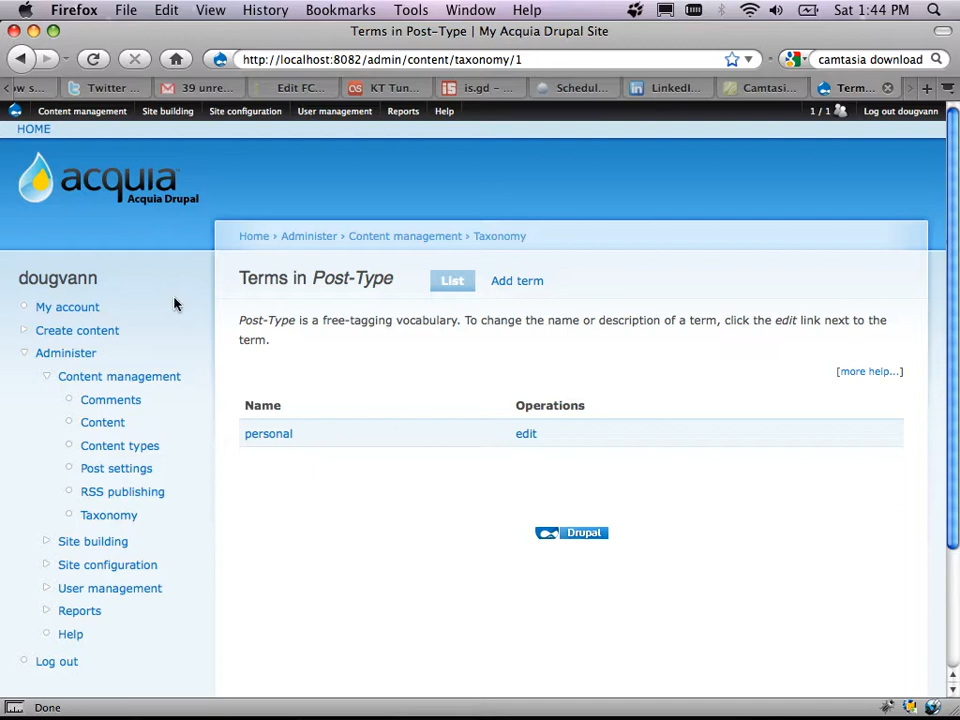 Firefox File Edit View History Bookmarks Tools Window Help Sat 1:44 PM
Terms in Post-Type | My Acquia Drupal Site
http://localhost:8082/admin/content/taxonomy/1 camtasia download
ow s... Twitter ... 39 unre... Edit FC... KT Tun... is.gd - ... Schedul... LinkedI... Camtasi... Term...
Content management Site building Site configuration User management Reports Help 1 / 1 Log out dougvann
HOME
acquia
Acquia Drupal
Home › Administer › Content management › Taxonomy
dougvann
My account
Create content
Administer
Content management
Comments
Content
Content types
Post settings
RSS publishing
Taxonomy
Site building
Site configuration
User management
Reports
Help
Log out
Terms in Post-Type List Add term
Post-Type is a free-tagging vocabulary. To change the name or description of a term, click the edit link next to the
term.
[more help...]
Name Operations
personal edit
Drupal
Done